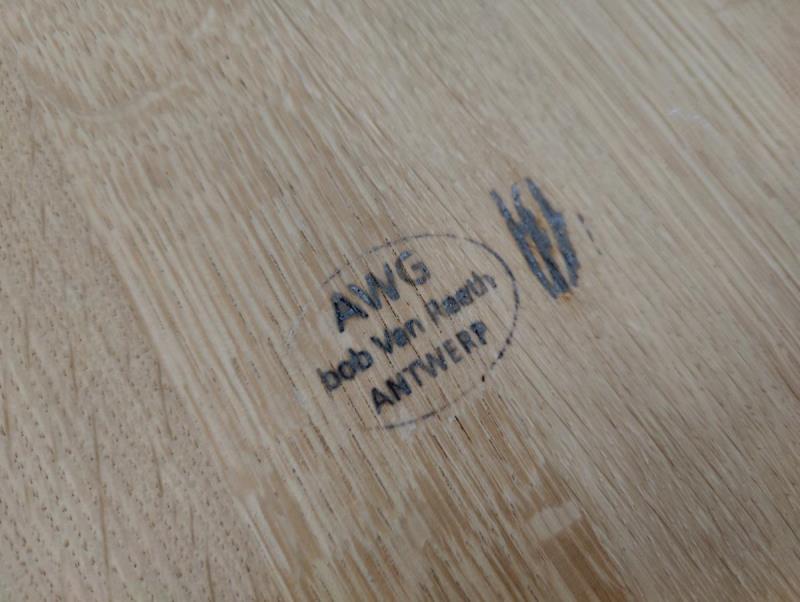 AWG
bob Van Reeth
ANTWERP